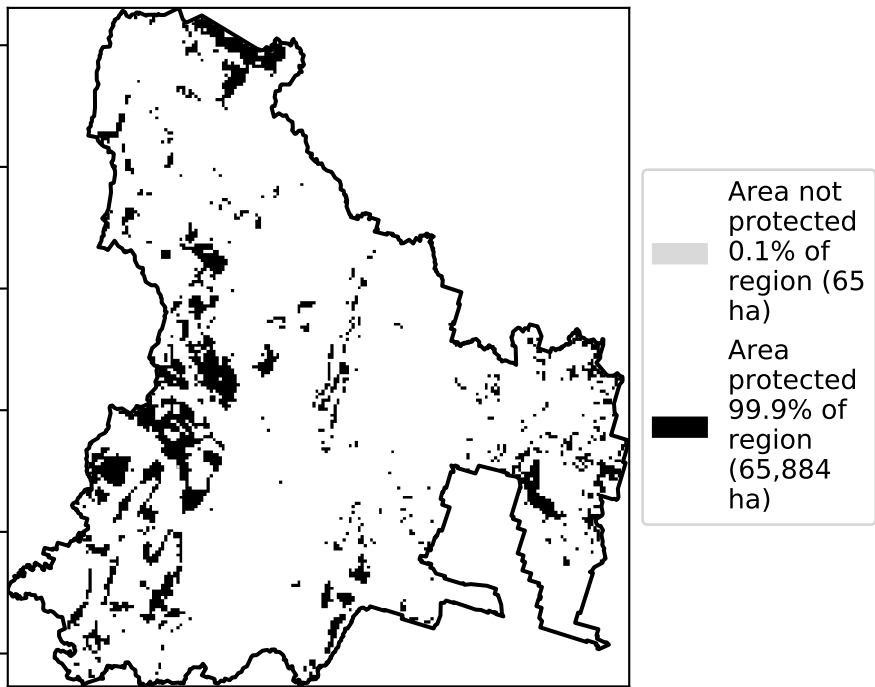 Area not
protected
0.1% of
region (65
ha)
Area
protected
99.9% of
region
(65,884
ha)